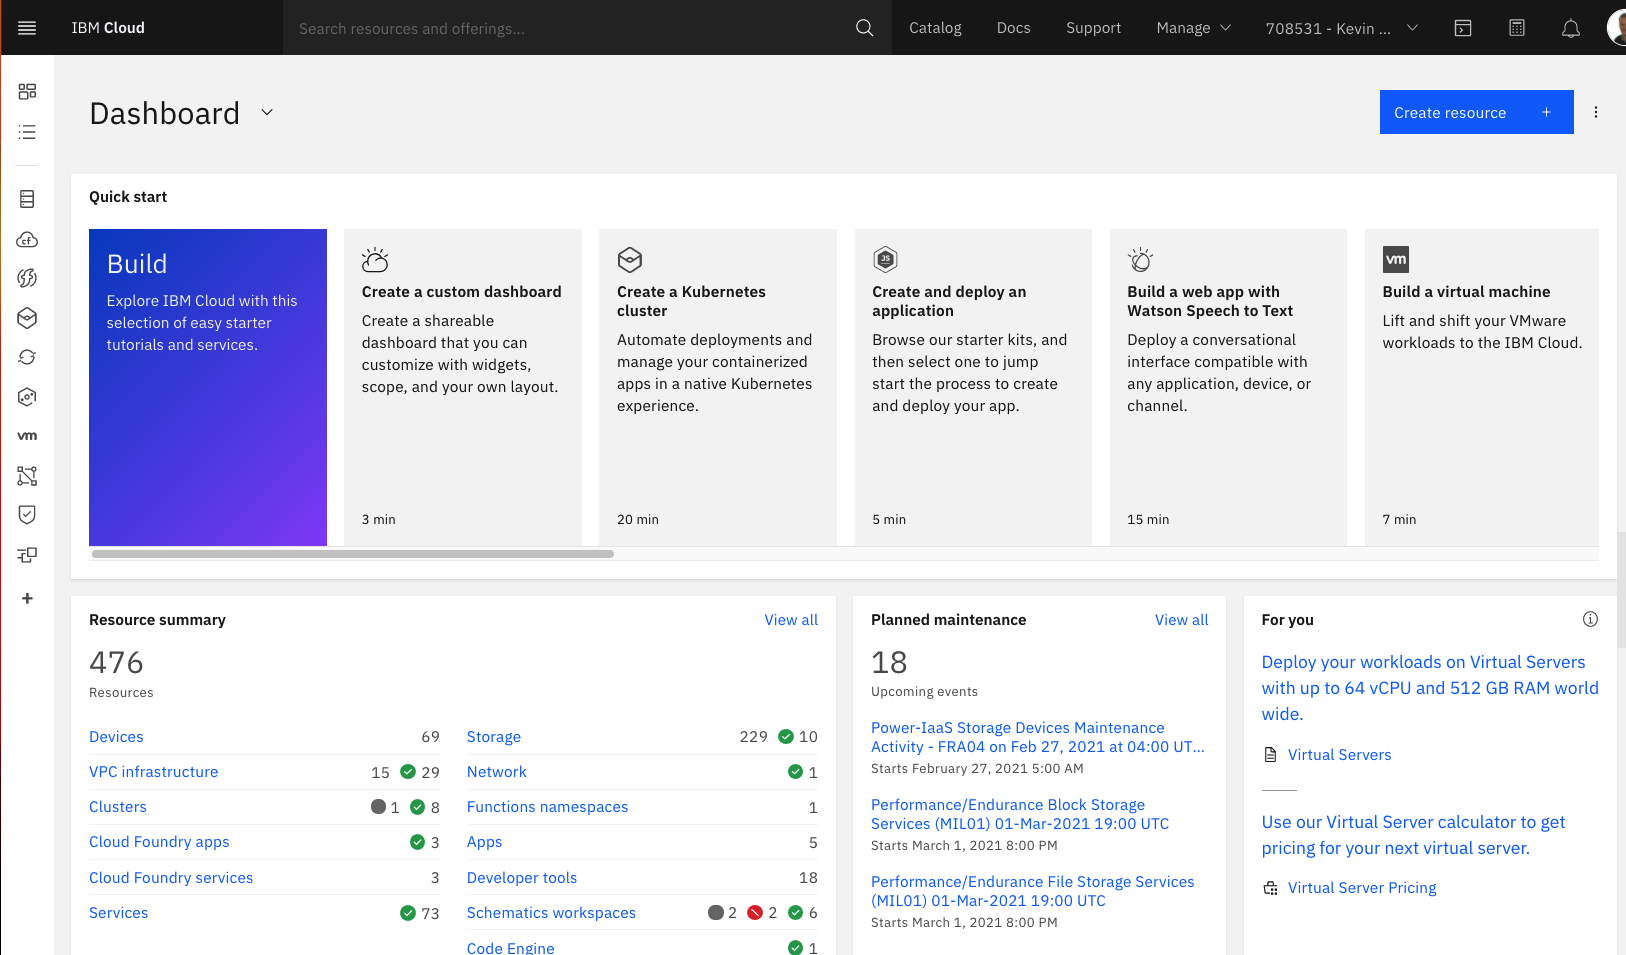 IBM Cloud
Search resources and offerings...
Catalog
Docs
Support
Manage
708531 - Kevin ...
Dashboard
Create resource +
Quick start
Build
Explore IBM Cloud with this
selection of easy starter
tutorials and services.
Create a custom dashboard
Create a shareable
dashboard that you can
customize with widgets,
scope, and your own layout.
3 min
Create a Kubernetes
cluster
Automate deployments and
manage your containerized
apps in a native Kubernetes
experience.
20 min
JS
Create and deploy an
application
Browse our starter kits, and
then select one to jump
start the process to create
and deploy your app.
5 min
Build a web app with
Watson Speech to Text
Deploy a conversational
interface compatible with
any application, device, or
channel.
15 min
vm
Build a virtual machine
Lift and shift your VMware
workloads to the IBM Cloud.
7 min
cf
vm
Resource summary
View all
476
Resources
Devices 69
VPC infrastructure 15 29
Clusters 1 8
Cloud Foundry apps 3
Cloud Foundry services 3
Services 73
Storage 229 10
Network 1
Functions namespaces 1
Apps 5
Developer tools 18
Schematics workspaces 2 2 6
Code Engine 1
Planned maintenance
View all
18
Upcoming events
Power-IaaS Storage Devices Maintenance
Activity - FRA04 on Feb 27, 2021 at 04:00 UT...
Starts February 27, 2021 5:00 AM
Performance/Endurance Block Storage
Services (MIL01) 01-Mar-2021 19:00 UTC
Starts March 1, 2021 8:00 PM
Performance/Endurance File Storage Services
(MIL01) 01-Mar-2021 19:00 UTC
Starts March 1, 2021 8:00 PM
For you
Deploy your workloads on Virtual Servers
with up to 64 vCPU and 512 GB RAM world
wide.
Virtual Servers
Use our Virtual Server calculator to get
pricing for your next virtual server.
Virtual Server Pricing